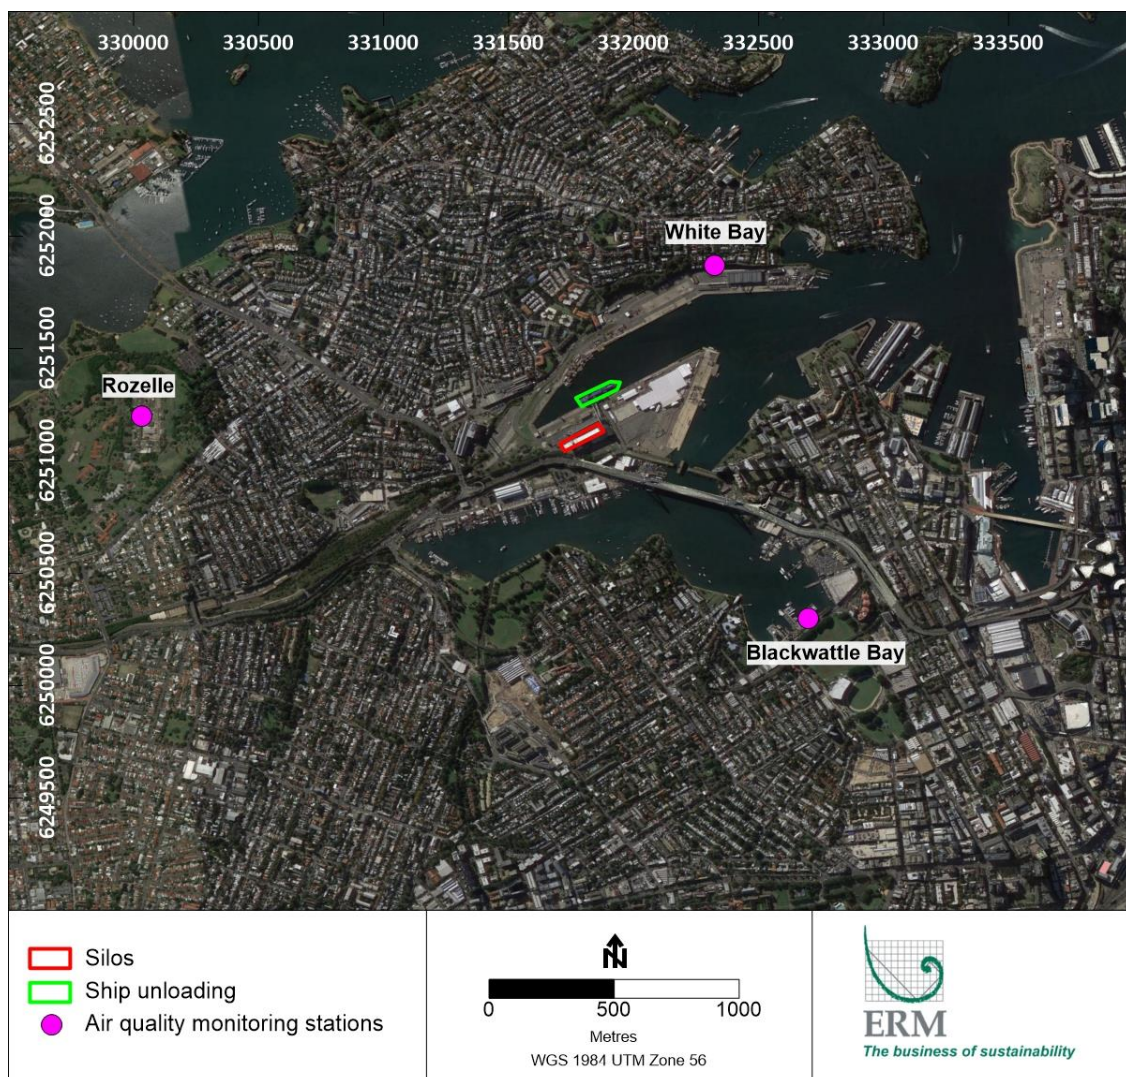 330000 330500 331000 331500 332000 332500 333000 333500
6252500
6252000
6251500
6251000
6250500
6250000
6249500
White Bay
Rozelle
Blackwattle Bay
Silos
Ship unloading
Air quality monitoring stations
N
0 500 1000
Metres
WGS 1984 UTM Zone 56
ERM
The business of sustainability